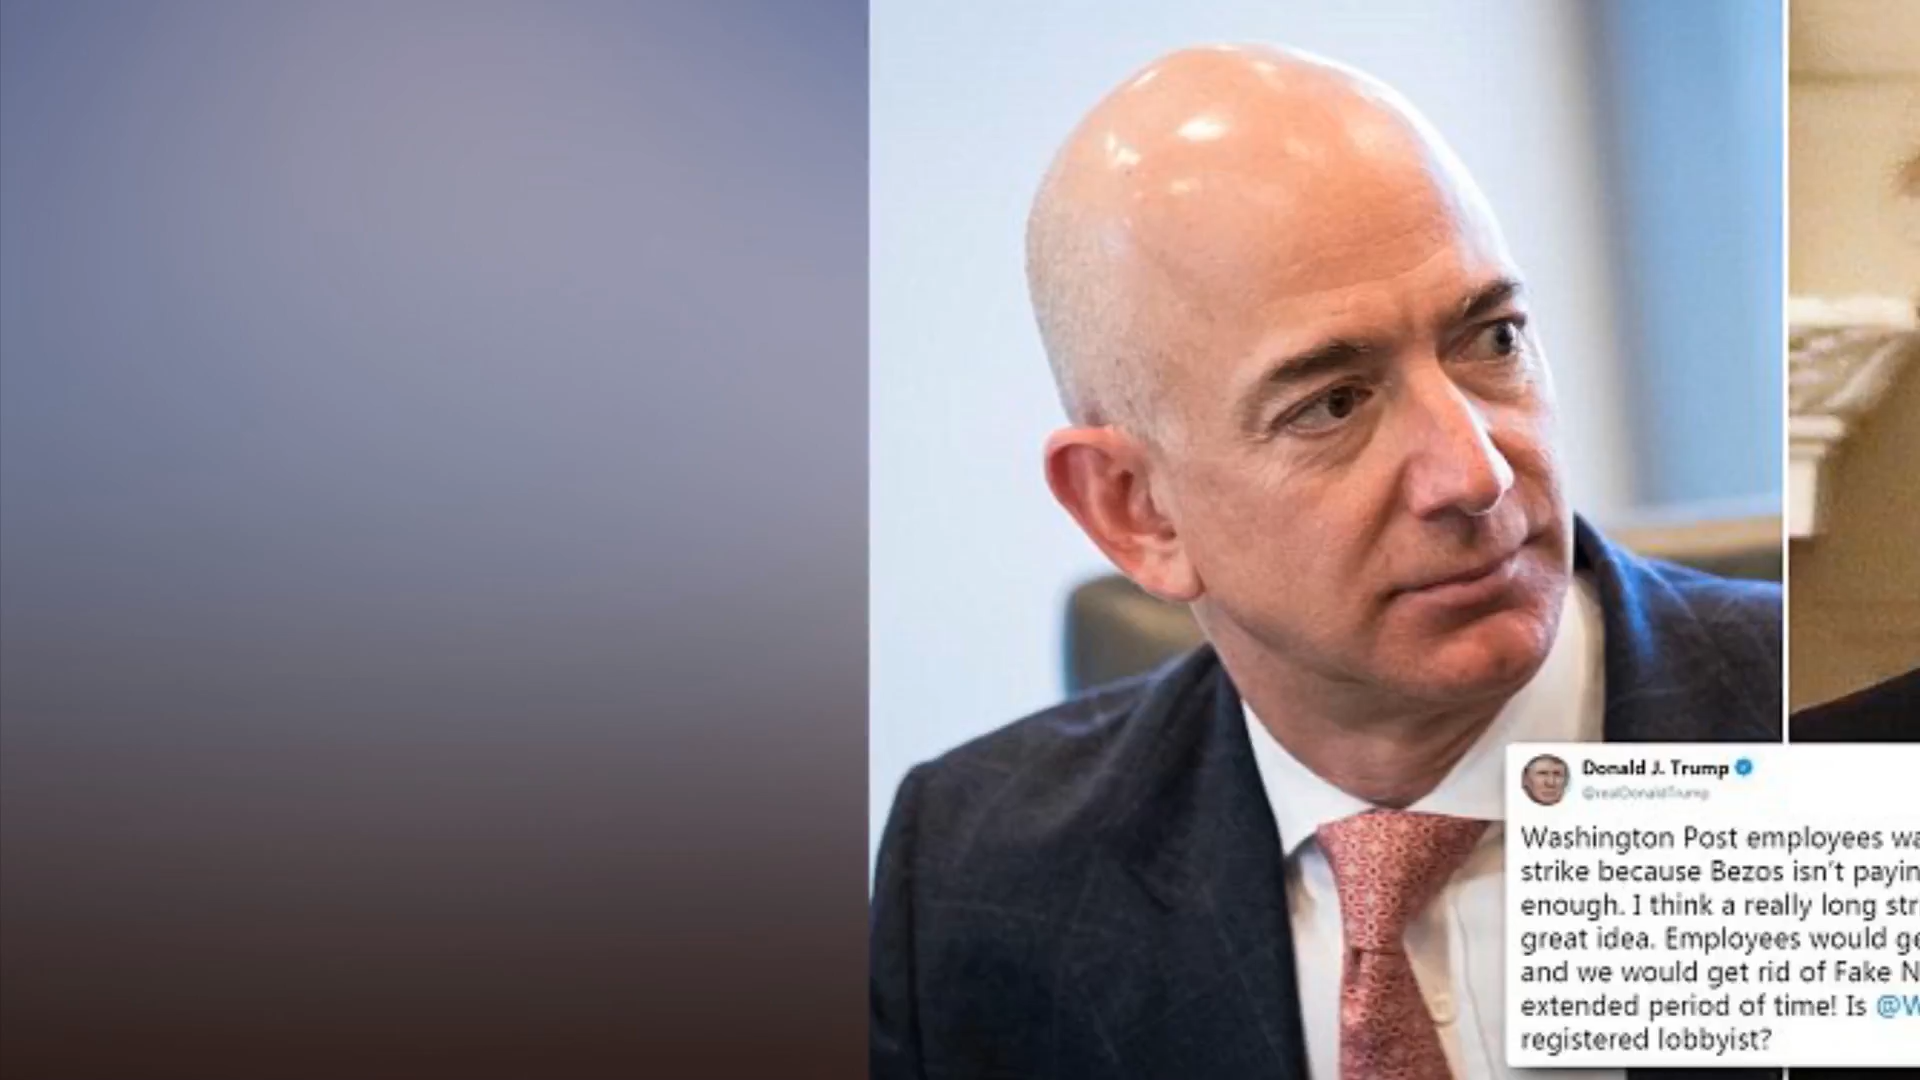 Donald J. Trump
@realDonaldTrump
Washington Post employees wa
strike because Bezos isn't payin
enough. I think a really long str
great idea. Employees would ge
and we would get rid of Fake N
extended period of time! Is @W
registered lobbyist?